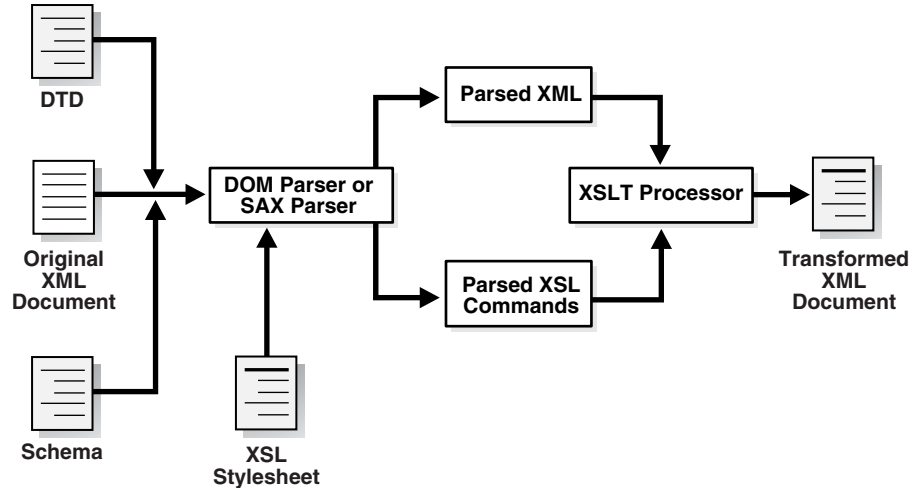 DTD
Parsed XML
DOM Parser or
SAX Parser
XSLT Processor
Original
XML
Document
Transformed
XML
Document
Parsed XSL
Commands
Schema
XSL
Stylesheet